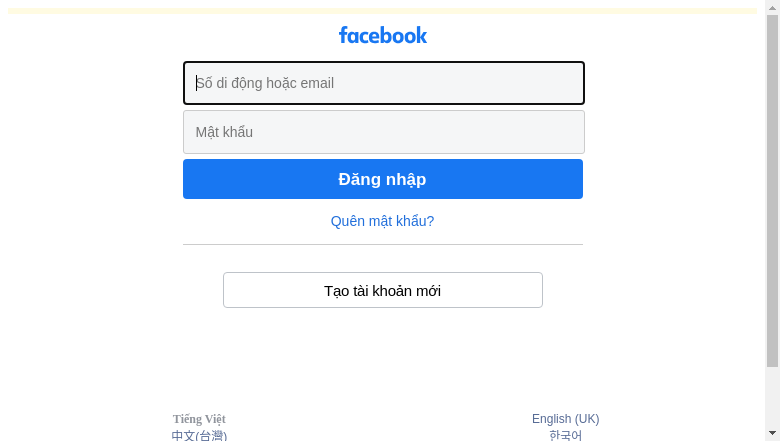 facebook
Số di động hoặc email
Mật khẩu
Đăng nhập
Quên mật khẩu?
Tạo tài khoản mới
Tiếng Việt
English (UK)
中文(台灣)
한국어